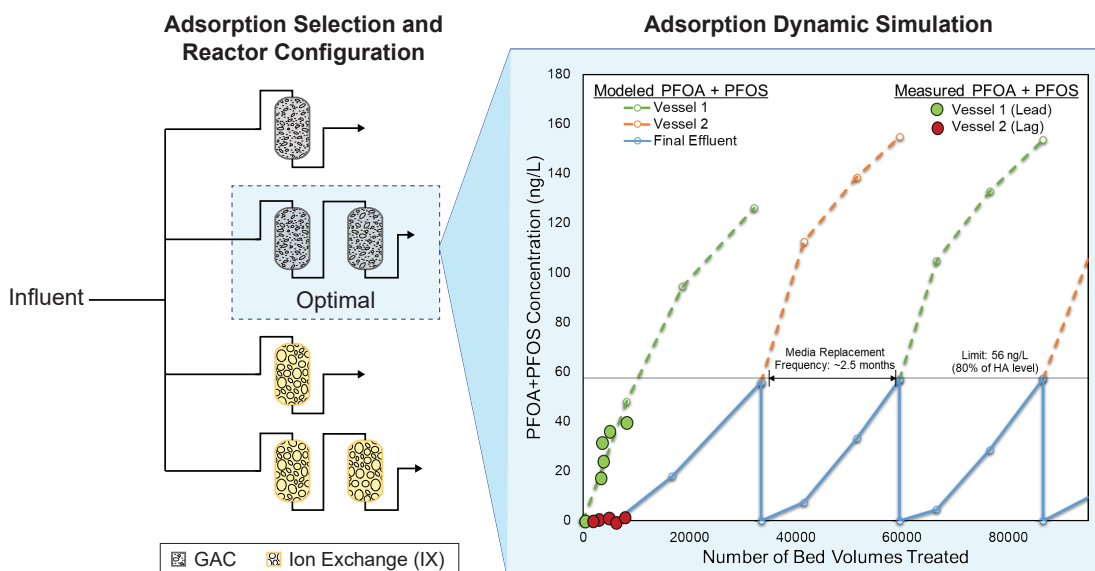 Adsorption Selection and
Reactor Configuration
Influent
Optimal
GAC
Ion Exchange (IX)
Adsorption Dynamic Simulation
PFOA+PFOS Concentration (ng/L)
180
160
140
120
100
80
60
40
20
0
Modeled PFOA + PFOS
Vessel 1
Vessel 2
Final Effluent
Measured PFOA + PFOS
Vessel 1 (Lead)
Vessel 2 (Lag)
Media Replacement
Frequency: ~2.5 months
Limit: 56 ng/L
(80% of HA level)
0
20000
40000
60000
80000
Number of Bed Volumes Treated